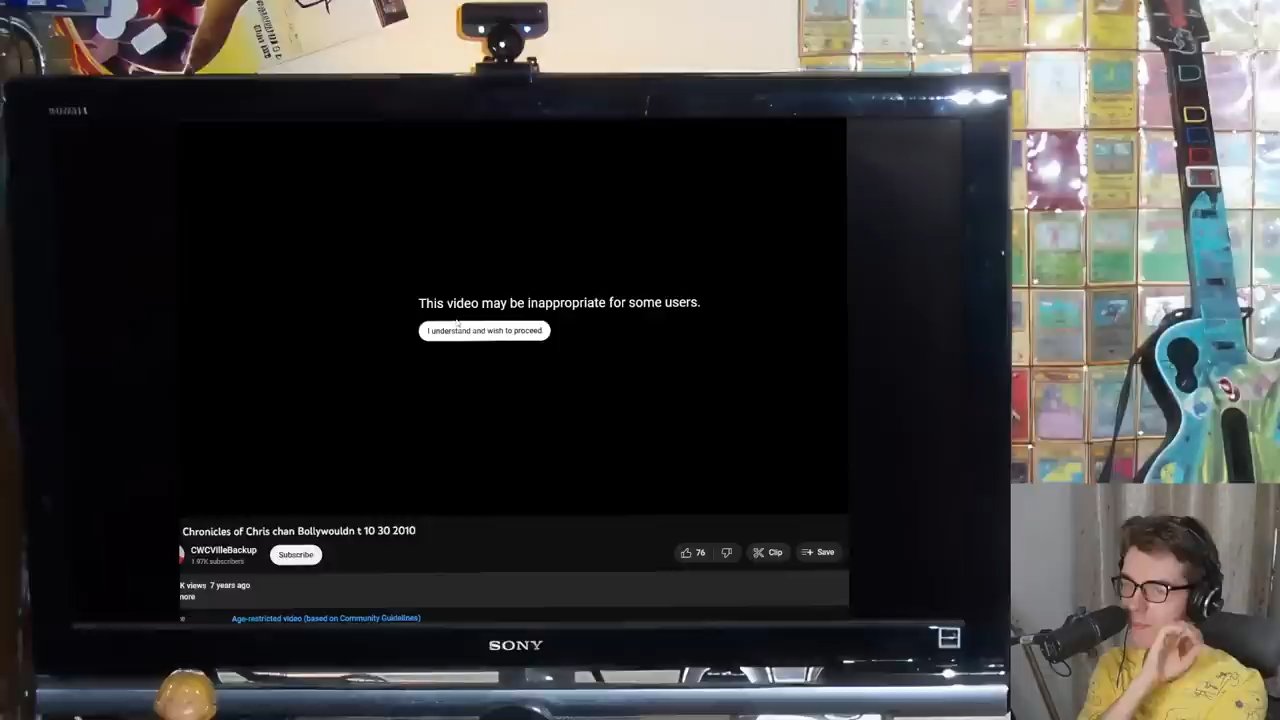 This video may be inappropriate for some users.
I understand and wish to proceed
Chronicles of Chris chan Bollywouldn t 10 30 2010
CWCVilleBackup
1.97K subscribers
Subscribe
76
Clip
Save
K views 7 years ago
more
Age-restricted video (based on Community Guidelines)
SONY